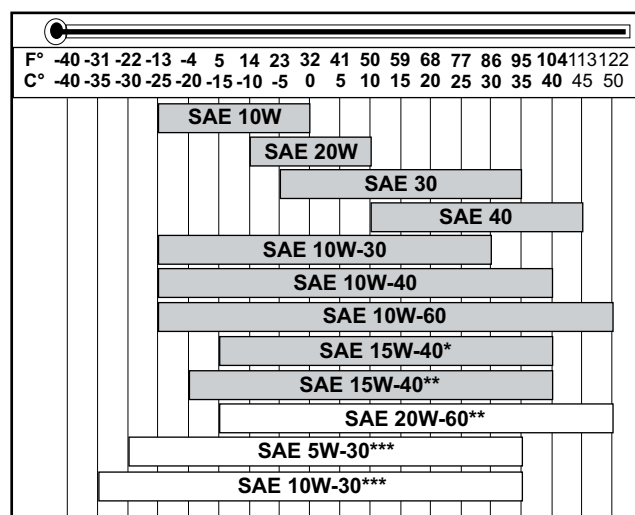 F° -40 -31 -22 -13 -4 5 14 23 32 41 50 59 68 77 86 95 104 113 122
C° -40 -35 -30 -25 -20 -15 -10 -5 0 5 10 15 20 25 30 35 40 45 50
SAE 10W
SAE 20W
SAE 30
SAE 40
SAE 10W-30
SAE 10W-40
SAE 10W-60
SAE 15W-40*
SAE 15W-40**
SAE 20W-60**
SAE 5W-30***
SAE 10W-30***